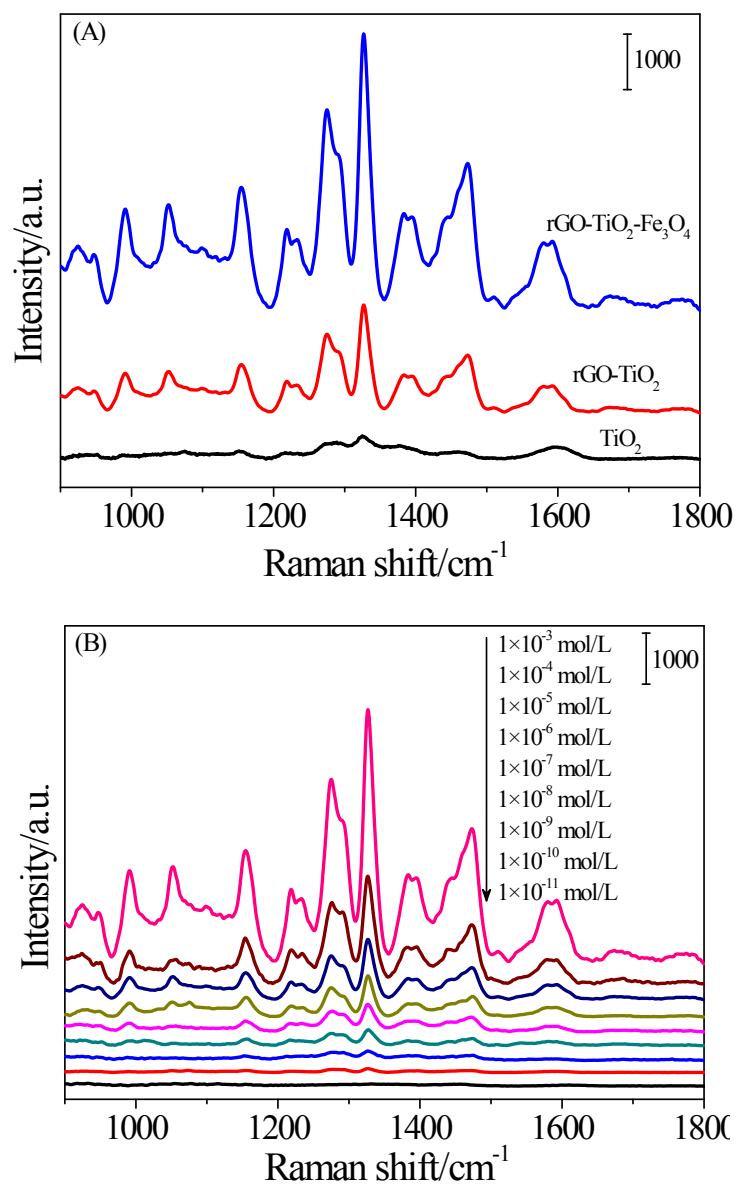 (A)
1000
rGO-TiO₂-Fe₃O₄
rGO-TiO₂
TiO₂
Intensity/a.u.
1000 1200 1400 1600 1800
Raman shift/cm⁻¹
(B)
1×10⁻³ mol/L
1000
1×10⁻⁴ mol/L
1×10⁻⁵ mol/L
1×10⁻⁶ mol/L
1×10⁻⁷ mol/L
1×10⁻⁸ mol/L
1×10⁻⁹ mol/L
1×10⁻¹⁰ mol/L
1×10⁻¹¹ mol/L
Intensity/a.u.
1000 1200 1400 1600 1800
Raman shift/cm⁻¹